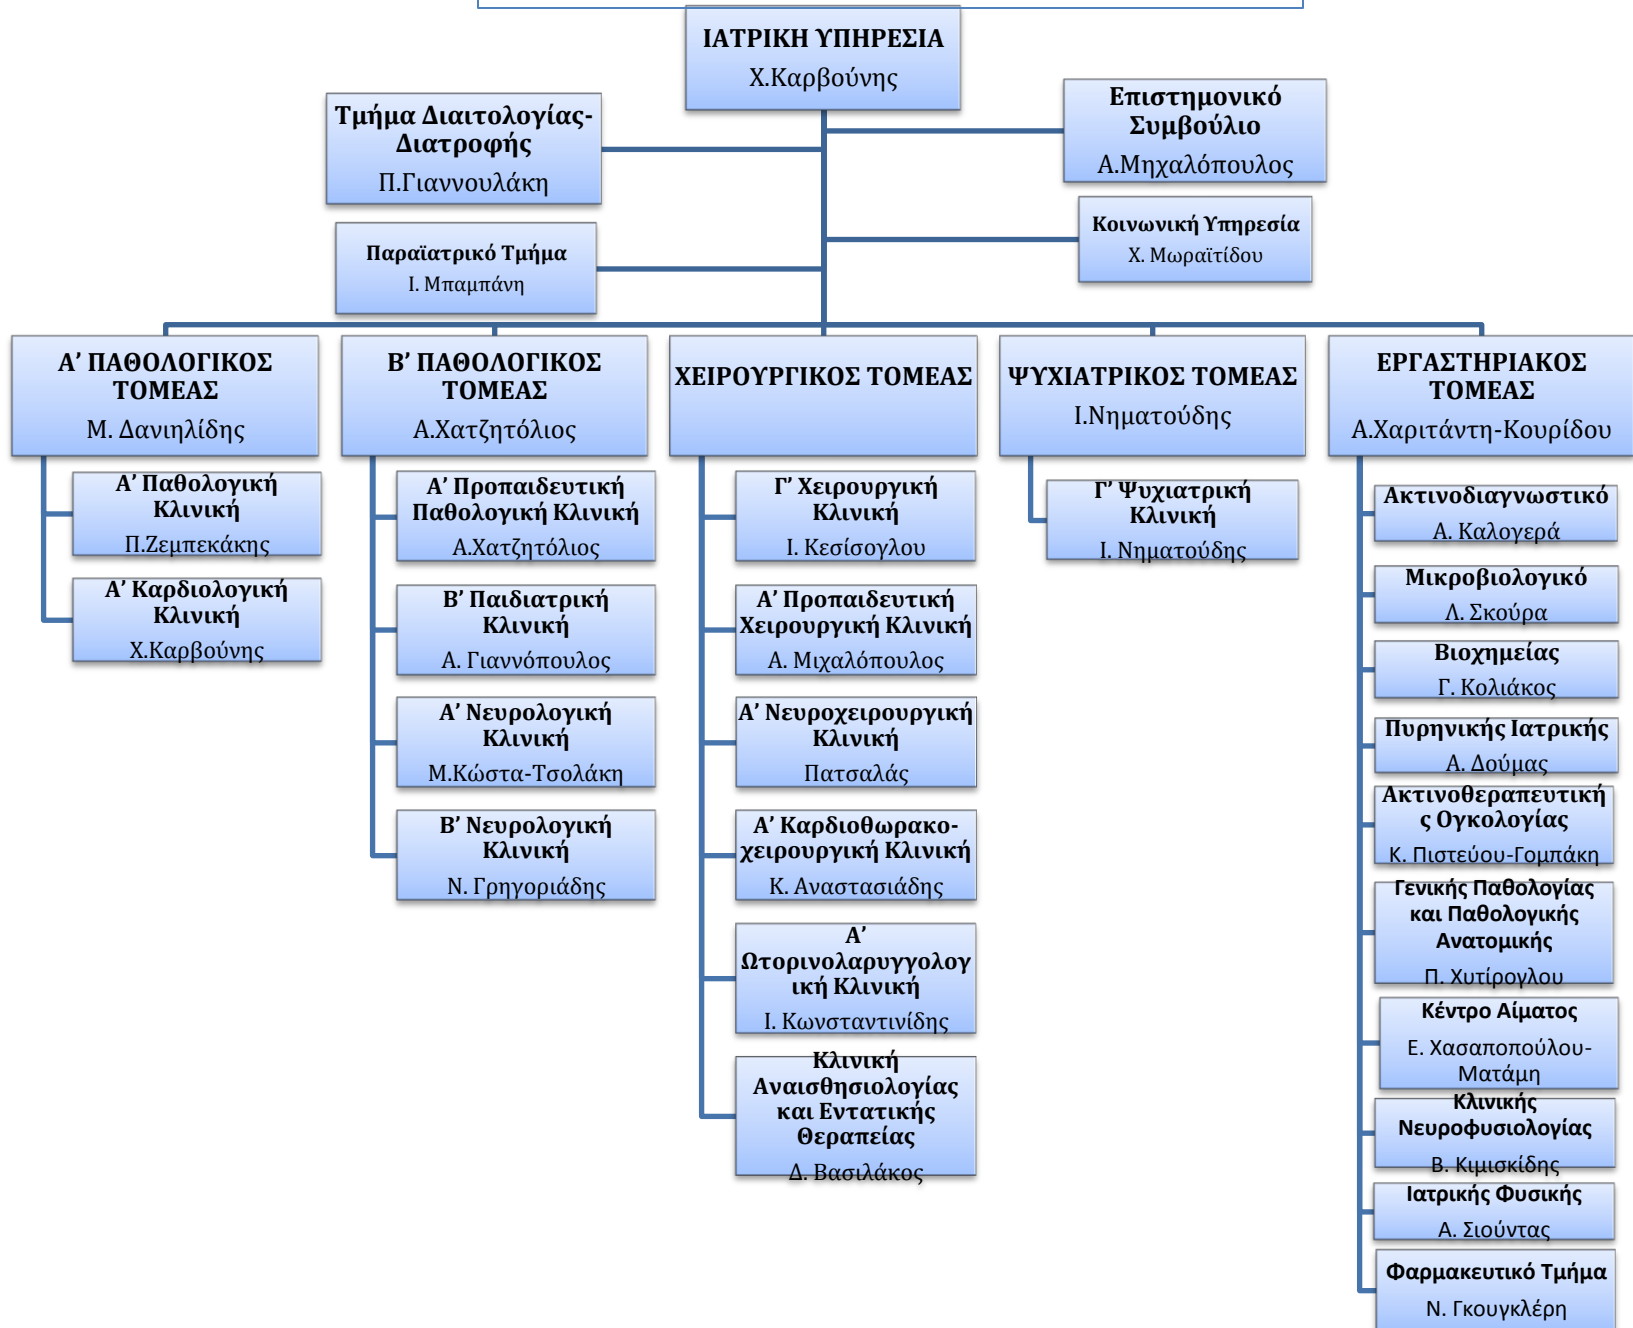 ΙΑΤΡΙΚΗ ΥΠΗΡΕΣΙΑ
Χ.Καρβούνης
Τμήμα Διαιτολογίας-
Διατροφής
Π.Γιαννουλάκη
Επιστημονικό
Συμβούλιο
Α.Μηχαλόπουλος
Παραϊατρικό Τμήμα
Ι. Μπαμπάνη
Κοινωνική Υπηρεσία
Χ. Μωραϊτίδου
Α’ ΠΑΘΟΛΟΓΙΚΟΣ
ΤΟΜΕΑΣ
Μ. Δανιηλίδης
Α’ Παθολογική
Κλινική
Π.Ζεμπεκάκης
Α’ Καρδιολογική
Κλινική
Χ.Καρβούνης
Β’ ΠΑΘΟΛΟΓΙΚΟΣ
ΤΟΜΕΑΣ
Α.Χατζητόλιος
Α’ Προπαιδευτική
Παθολογική Κλινική
Α.Χατζητόλιος
Β’ Παιδιατρική
Κλινική
Α. Γιαννόπουλος
Α’ Νευρολογική
Κλινική
Μ.Κώστα-Τσολάκη
Β’ Νευρολογική
Κλινική
Ν. Γρηγοριάδης
ΧΕΙΡΟΥΡΓΙΚΟΣ ΤΟΜΕΑΣ
Γ’ Χειρουργική
Κλινική
Ι. Κεσίσογλου
Α’ Προπαιδευτική
Χειρουργική Κλινική
Α. Μιχαλόπουλος
Α’ Νευροχειρουργική
Κλινική
Πατσαλάς
Α’ Καρδιοθωρακο-
χειρουργική Κλινική
Κ. Αναστασιάδης
Α’
Ωτορινολαρυγγολογ
ική Κλινική
Ι. Κωνσταντινίδης
Κλινική
Αναισθησιολογίας
και Εντατικής
Θεραπείας
Δ. Βασιλάκος
ΨΥΧΙΑΤΡΙΚΟΣ ΤΟΜΕΑΣ
Ι.Νηματούδης
Γ’ Ψυχιατρική
Κλινική
Ι. Νηματούδης
ΕΡΓΑΣΤΗΡΙΑΚΟΣ
ΤΟΜΕΑΣ
Α.Χαριτάντη-Κουρίδου
Ακτινοδιαγνωστικό
Α. Καλογερά
Μικροβιολογικό
Λ. Σκούρα
Βιοχημείας
Γ. Κολιάκος
Πυρηνικής Ιατρικής
Α. Δούμας
Ακτινοθεραπευτική
ς Ογκολογίας
Κ. Πιστεύου-Γομπάκη
Γενικής Παθολογίας
και Παθολογικής
Ανατομικής
Π. Χυτίρογλου
Κέντρο Αίματος
Ε. Χασαποπούλου-
Ματάμη
Κλινικής
Νευροφυσιολογίας
Β. Κιμισκίδης
Ιατρικής Φυσικής
Α. Σιούντας
Φαρμακευτικό Τμήμα
Ν. Γκουγκλέρη